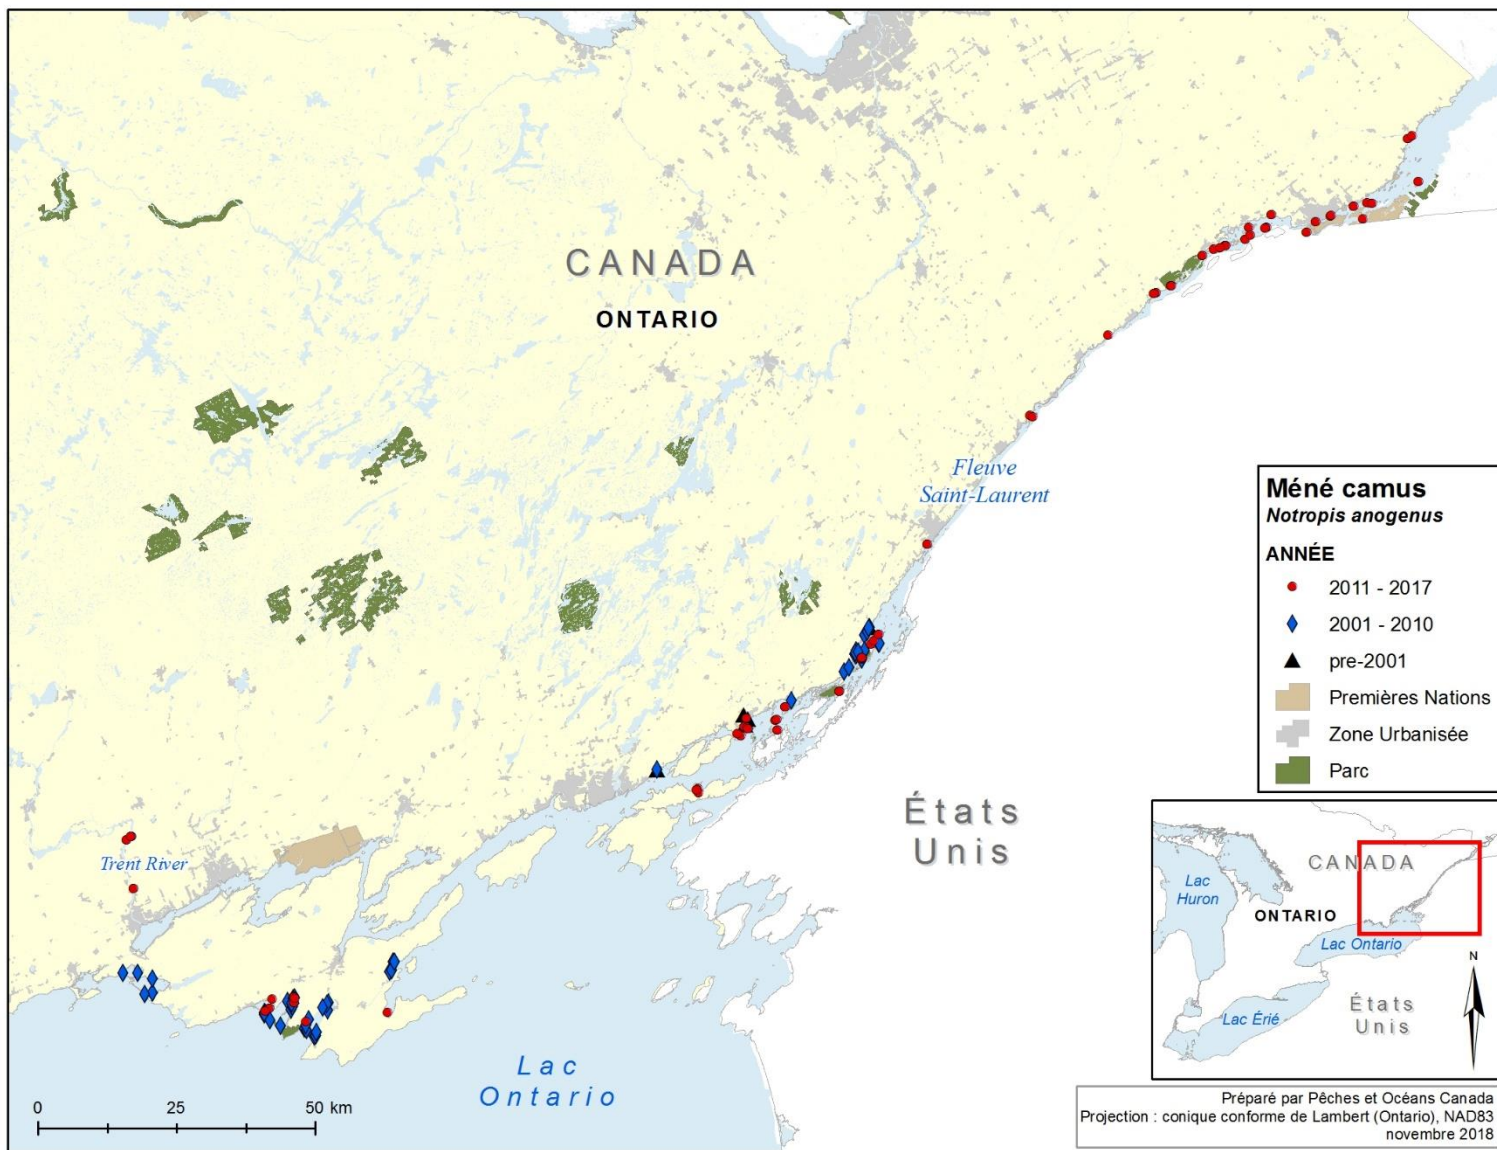 CANADA
ONTARIO
Fleuve
Saint-Laurent
États
Unis
Trent River
Lac
Ontario
0 25 50 km
Méné camus
Notropis anogenus
ANNÉE
2011 - 2017
2001 - 2010
pre-2001
Premières Nations
Zone Urbanisée
Parc
CANADA
Lac
Huron
ONTARIO
Lac Ontario
États
Unis
Lac Érié
N
Préparé par Pêches et Océans Canada
Projection : conique conforme de Lambert (Ontario), NAD83
novembre 2018